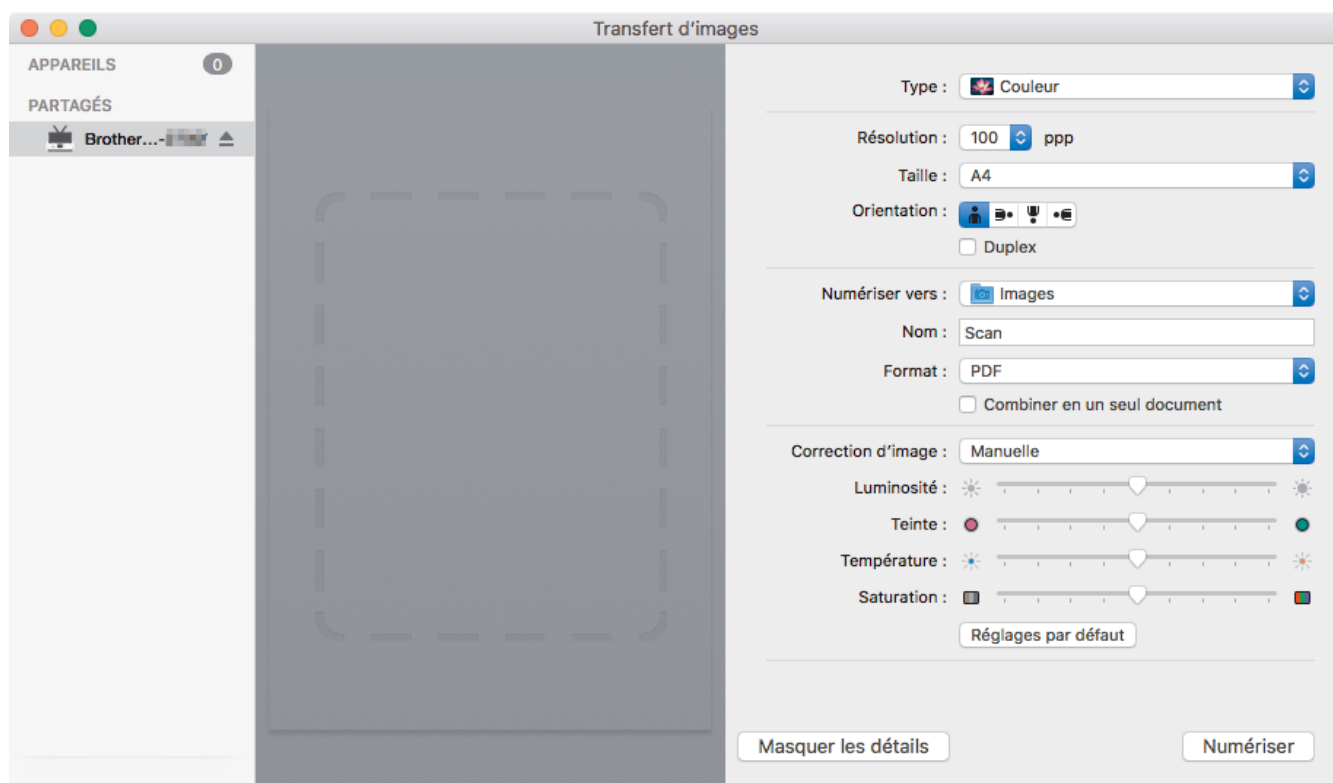 Transfert d'images
APPAREILS 0
PARTAGÉS
Brother...-
Type : Couleur
Résolution : 100 ppp
Taille : A4
Orientation :
Duplex
Numériser vers : Images
Nom : Scan
Format : PDF
Combiner en un seul document
Correction d'image : Manuelle
Luminosité :
Teinte :
Température :
Saturation :
Réglages par défaut
Masquer les détails Numériser